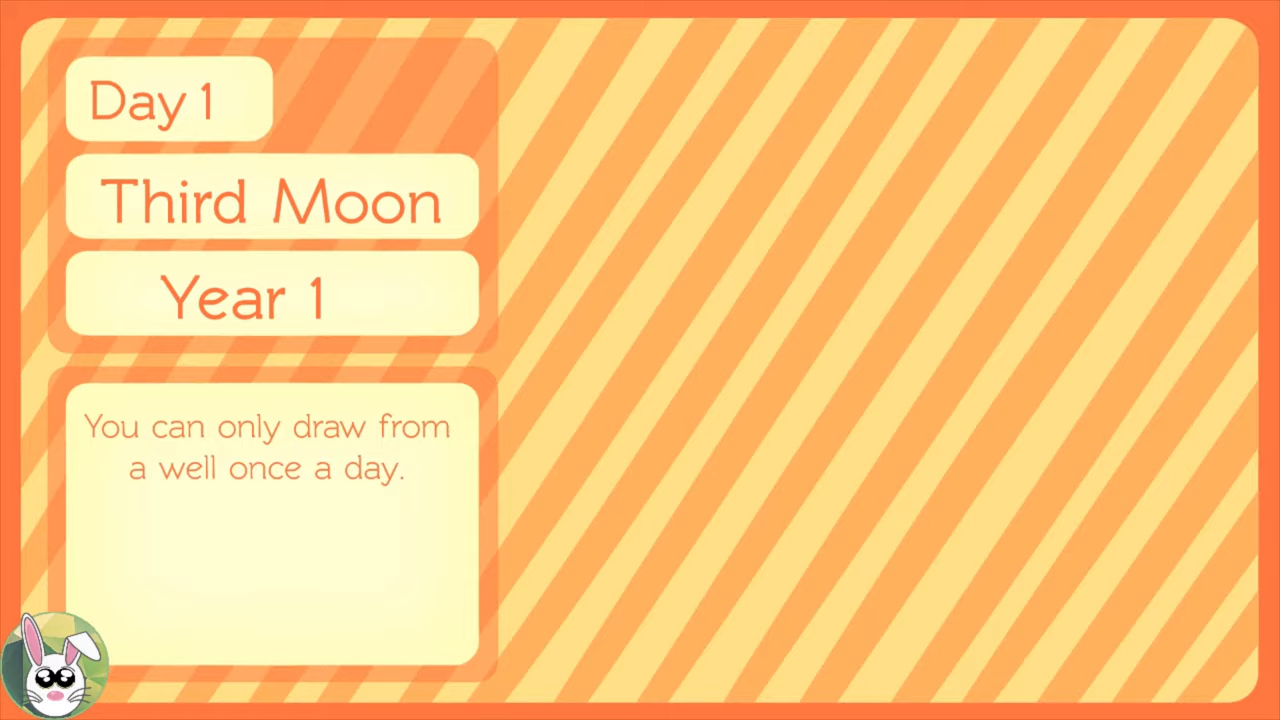 Day 1
Third Moon
Year 1
You can only draw from
a well once a day.